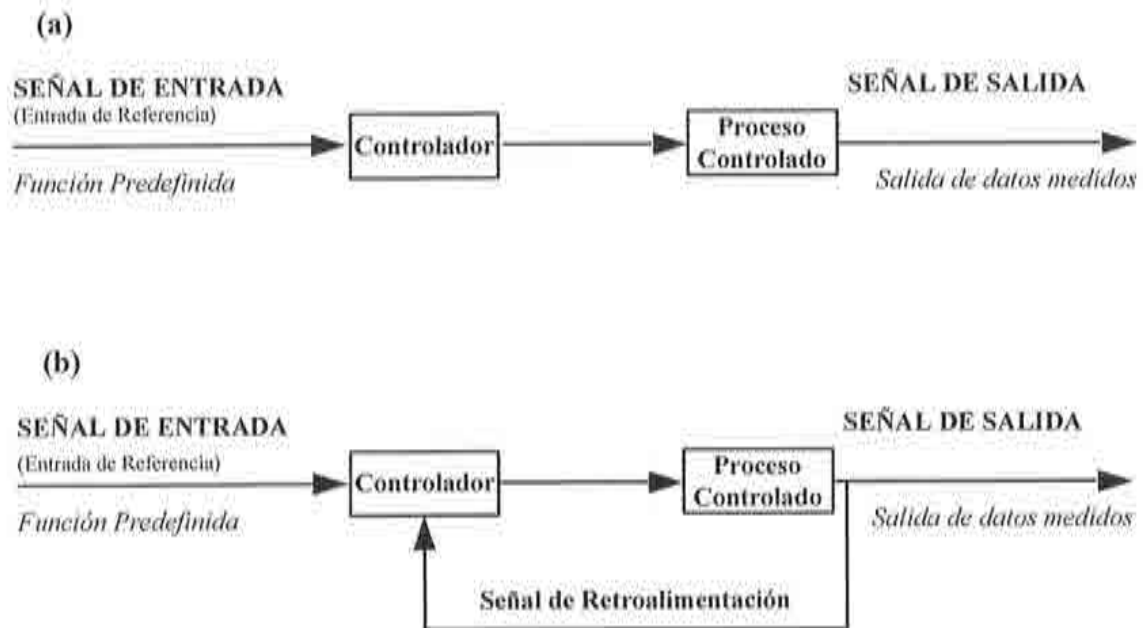 (a)
SEÑAL DE ENTRADA
(Entrada de Referencia)
Función Predefinida
Controlador
Proceso
Controlado
SEÑAL DE SALIDA
Salida de datos medidos
(b)
SEÑAL DE ENTRADA
(Entrada de Referencia)
Función Predefinida
Controlador
Proceso
Controlado
SEÑAL DE SALIDA
Salida de datos medidos
Señal de Retroalimentación